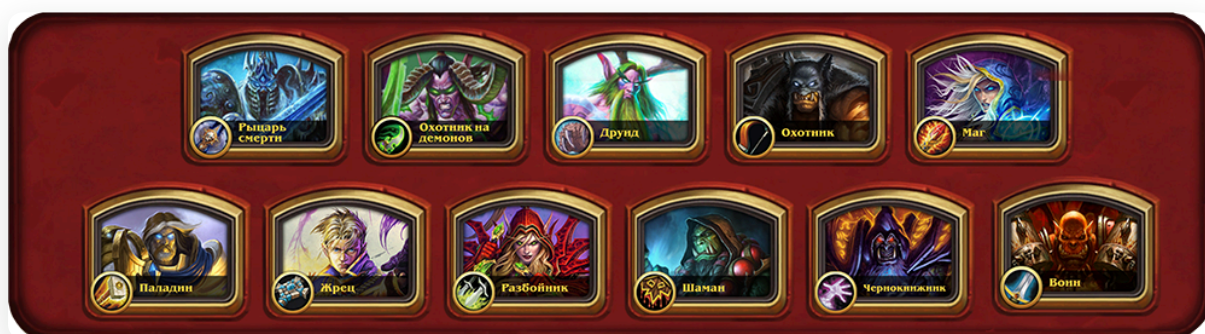 Рыцарь
смерти
Охотник на
демонов
Друид
Охотник
Маг
Паладин
Жрец
Разбойник
Шаман
Чернокнижник
Воин